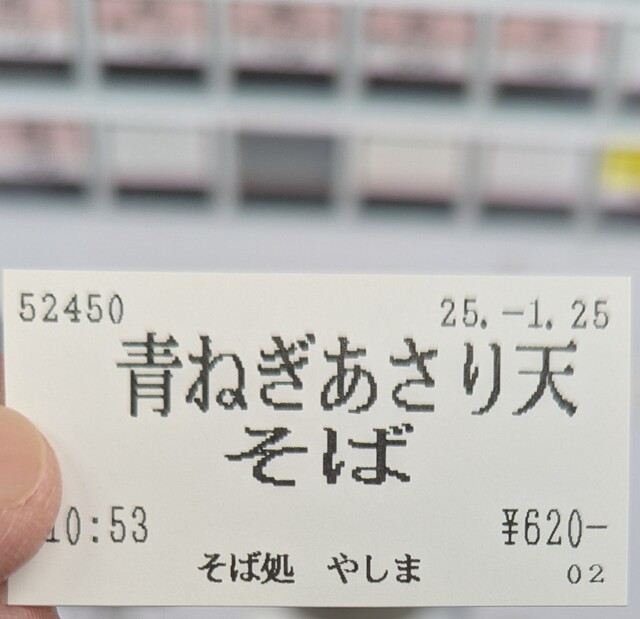 52450 25.-1.25
青ねぎあさり天
そば
10:53 ¥620-
そば処 やしま 02